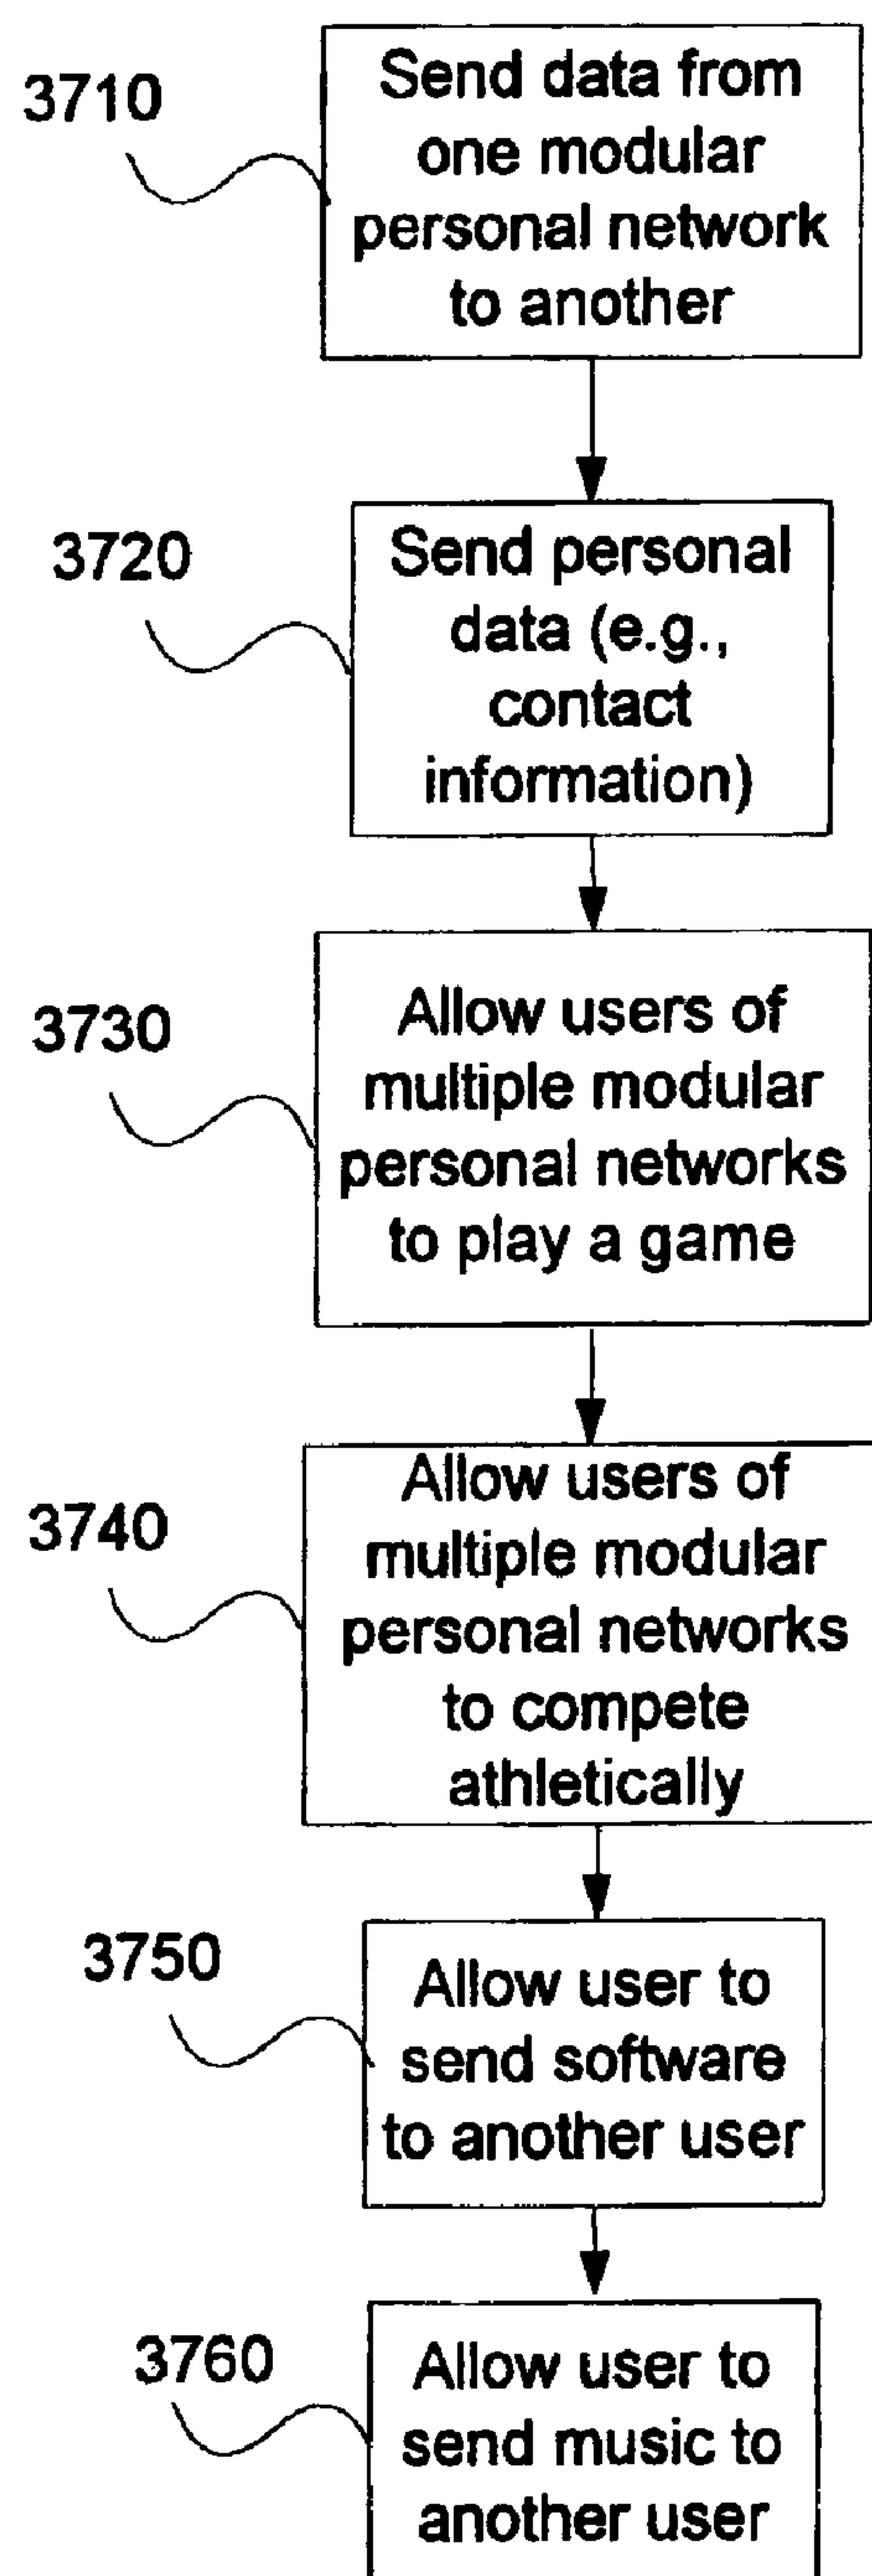 3710
Send data from
one modular
personal network
to another
3720
Send personal
data (e.g.,
contact
information)
3730
Allow users of
multiple modular
personal networks
to play a game
3740
Allow users of
multiple modular
personal networks
to compete
athletically
3750
Allow user to
send software
to another user
3760
Allow user to
send music to
another user